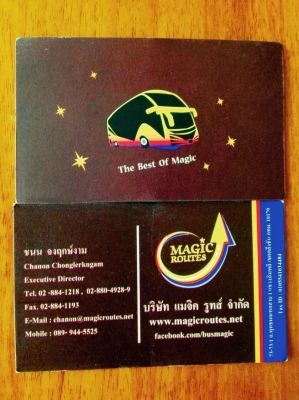 The Best Of Magic
ชนน จงฤกษ์งาม
Chanon Chongierkngam
Executive Director
Tel. 02 -884-1218 , 02-880-4928-9
Fax. 02-884-1193
E-Mail : chanon@magicroutes.net
Mobile : 089- 944-5525
MAGIC
ROUTES
บริษัท แมจิค รูทส์ จำกัด
www.magicroutes.net
facebook.com/busmagic